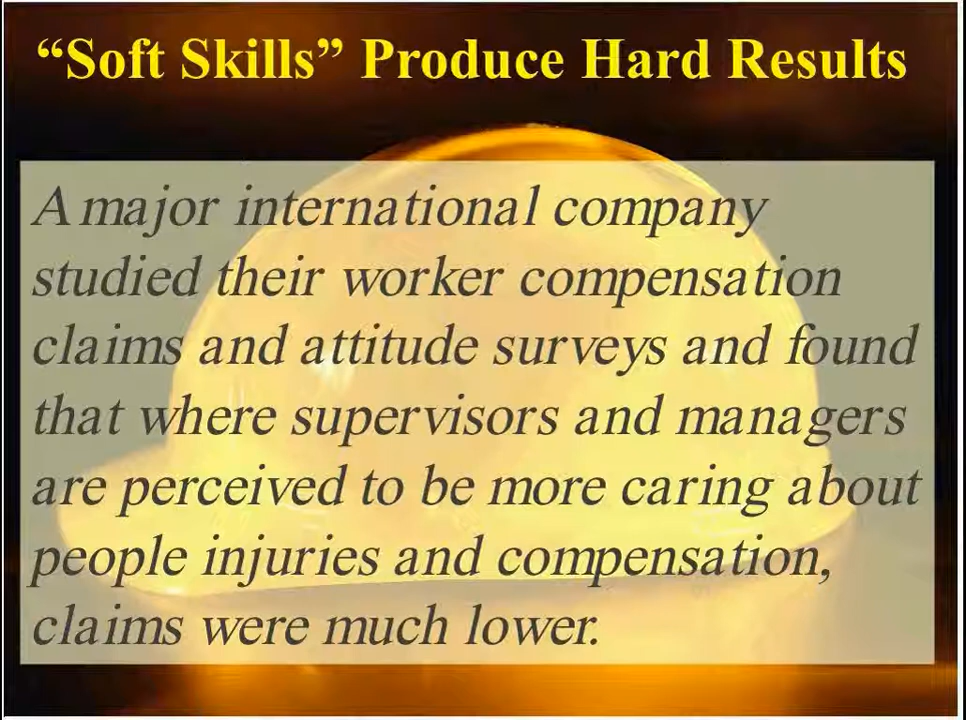 “Soft Skills” Produce Hard Results
A major international company
studied their worker compensation
claims and attitude surveys and found
that where supervisors and managers
are perceived to be more caring about
people injuries and compensation,
claims were much lower.